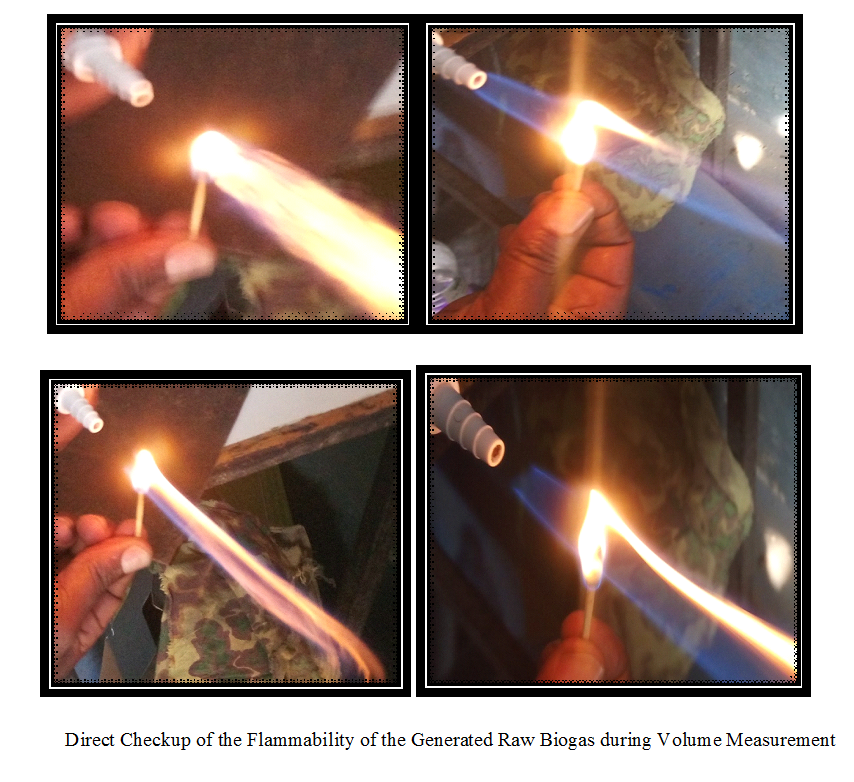 Direct Checkup of the Flammability of the Generated Raw Biogas during Volume Measurement